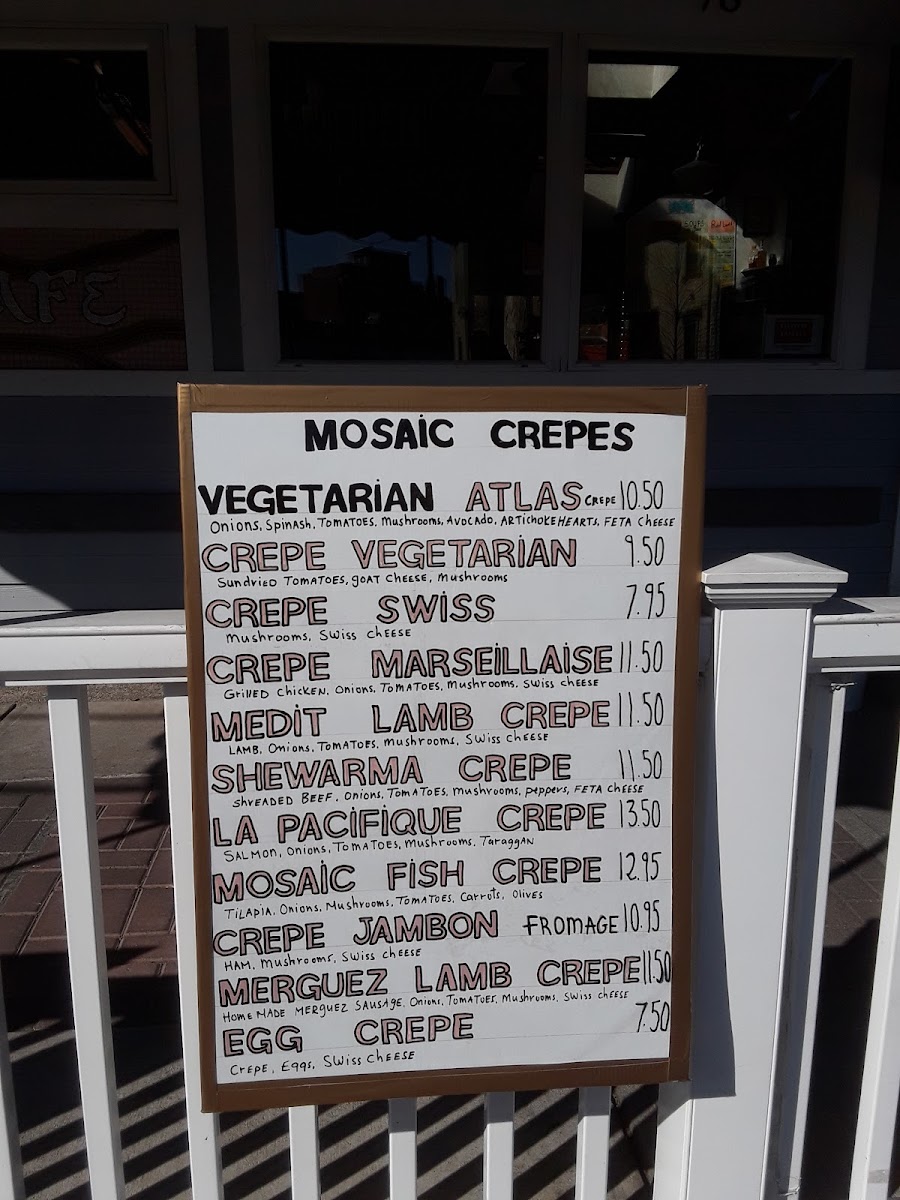 78
AFE
MOSAiC CREPES
VEGETARiAN ATLAS CREPE 10.50
Onions, Spinash, TOMATOES, Mushrooms, Avocado, ARTichoke HEARTS, FETA Cheese
CREPE VEGETARiAN 9.50
Sundried TOMATOES, gOAT CHEESE, Mushrooms
CREPE SWiSS 7.95
Mushrooms, Swiss chEESE
CREPE MARSEiLLAiSE 11.50
Grilled chicken, Onions, TOMATOES, Mushrooms, Swiss chEESE
MEDiT LAMB CREPE 11.50
LAMB, Onions, TOMATOES, Mushrooms, Swiss chEESE
SHEWARMA CREPE 11.50
shREADED BEEF, Onions, TomATOES, Mushrooms, peppers, FETA chEESE
LA PACiFiQUE CREPE 13.50
SALMON, Onions, TOMATOES, Mushrooms, TaraggAN
MOSAiC FiSH CREPE 12.95
TiLAPiA, Onions, Mushrooms, TOMATOES, Carrots, Olives
CREPE JAMBON FROMAGE 10.95
HAM, Mushrooms, Swiss chEESE
MERGUEZ LAMB CREPE 11.50
Home MADE MERguez SAUSAGE, Onions, TOMATOES, Mushrooms, Swiss chEESE
EGG CREPE 7.50
CrEPE, Eggs, Swiss ChEESE